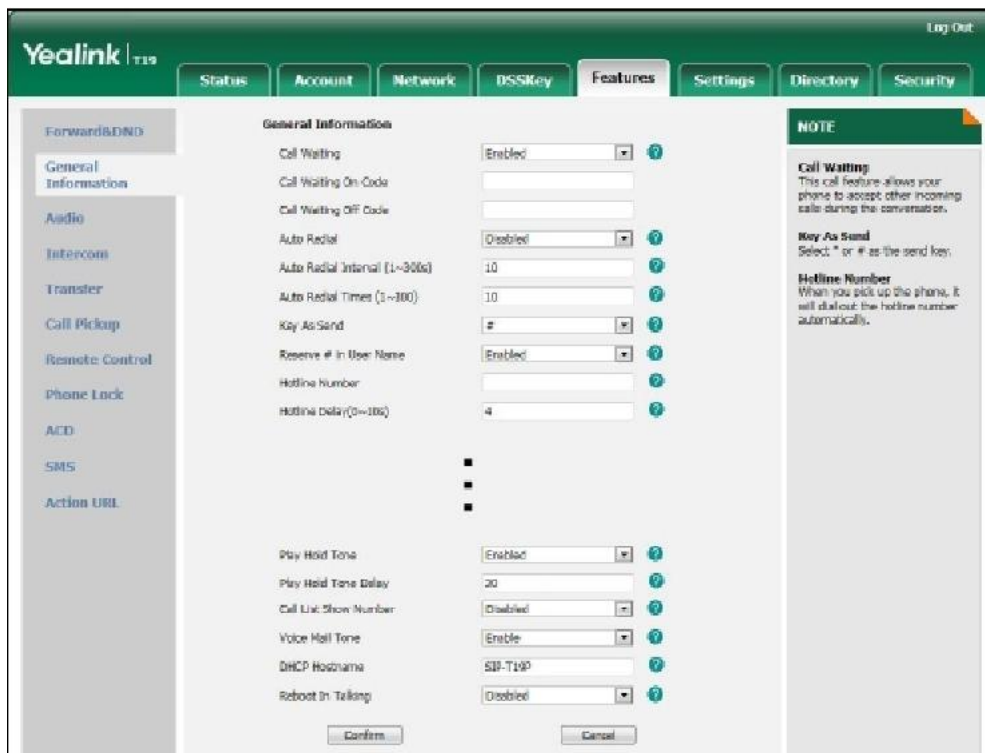 Log Out
Yealink T19
Status Account Network DSSKey Features Settings Directory Security
Forward&DND
General
Information
Audio
Intercom
Transfer
Call Pickup
Remote Control
Phone Lock
ACD
SMS
Action URL
General Information
Call Waiting Enabled
Call Waiting On Code
Call Waiting Off Code
Auto Redial Disabled
Auto Redial Interval (1~300s) 10
Auto Redial Times (1~300) 10
Key As Send #
Reserve # In User Name Enabled
Hotline Number
Hotline Delay(0~10s) 4
Play Hold Tone Enabled
Play Hold Tone Delay 30
Call List Show Number Disabled
Voice Mail Tone Enable
DHCP Hostname SIP-T19P
Reboot In Talking Disabled
Confirm Cancel
NOTE
Call Waiting
This call feature allows your
phone to accept other incoming
calls during the conversation.
Key As Send
Select * or # as the send key.
Hotline Number
When you pick up the phone, it
will dial out the hotline number
automatically.